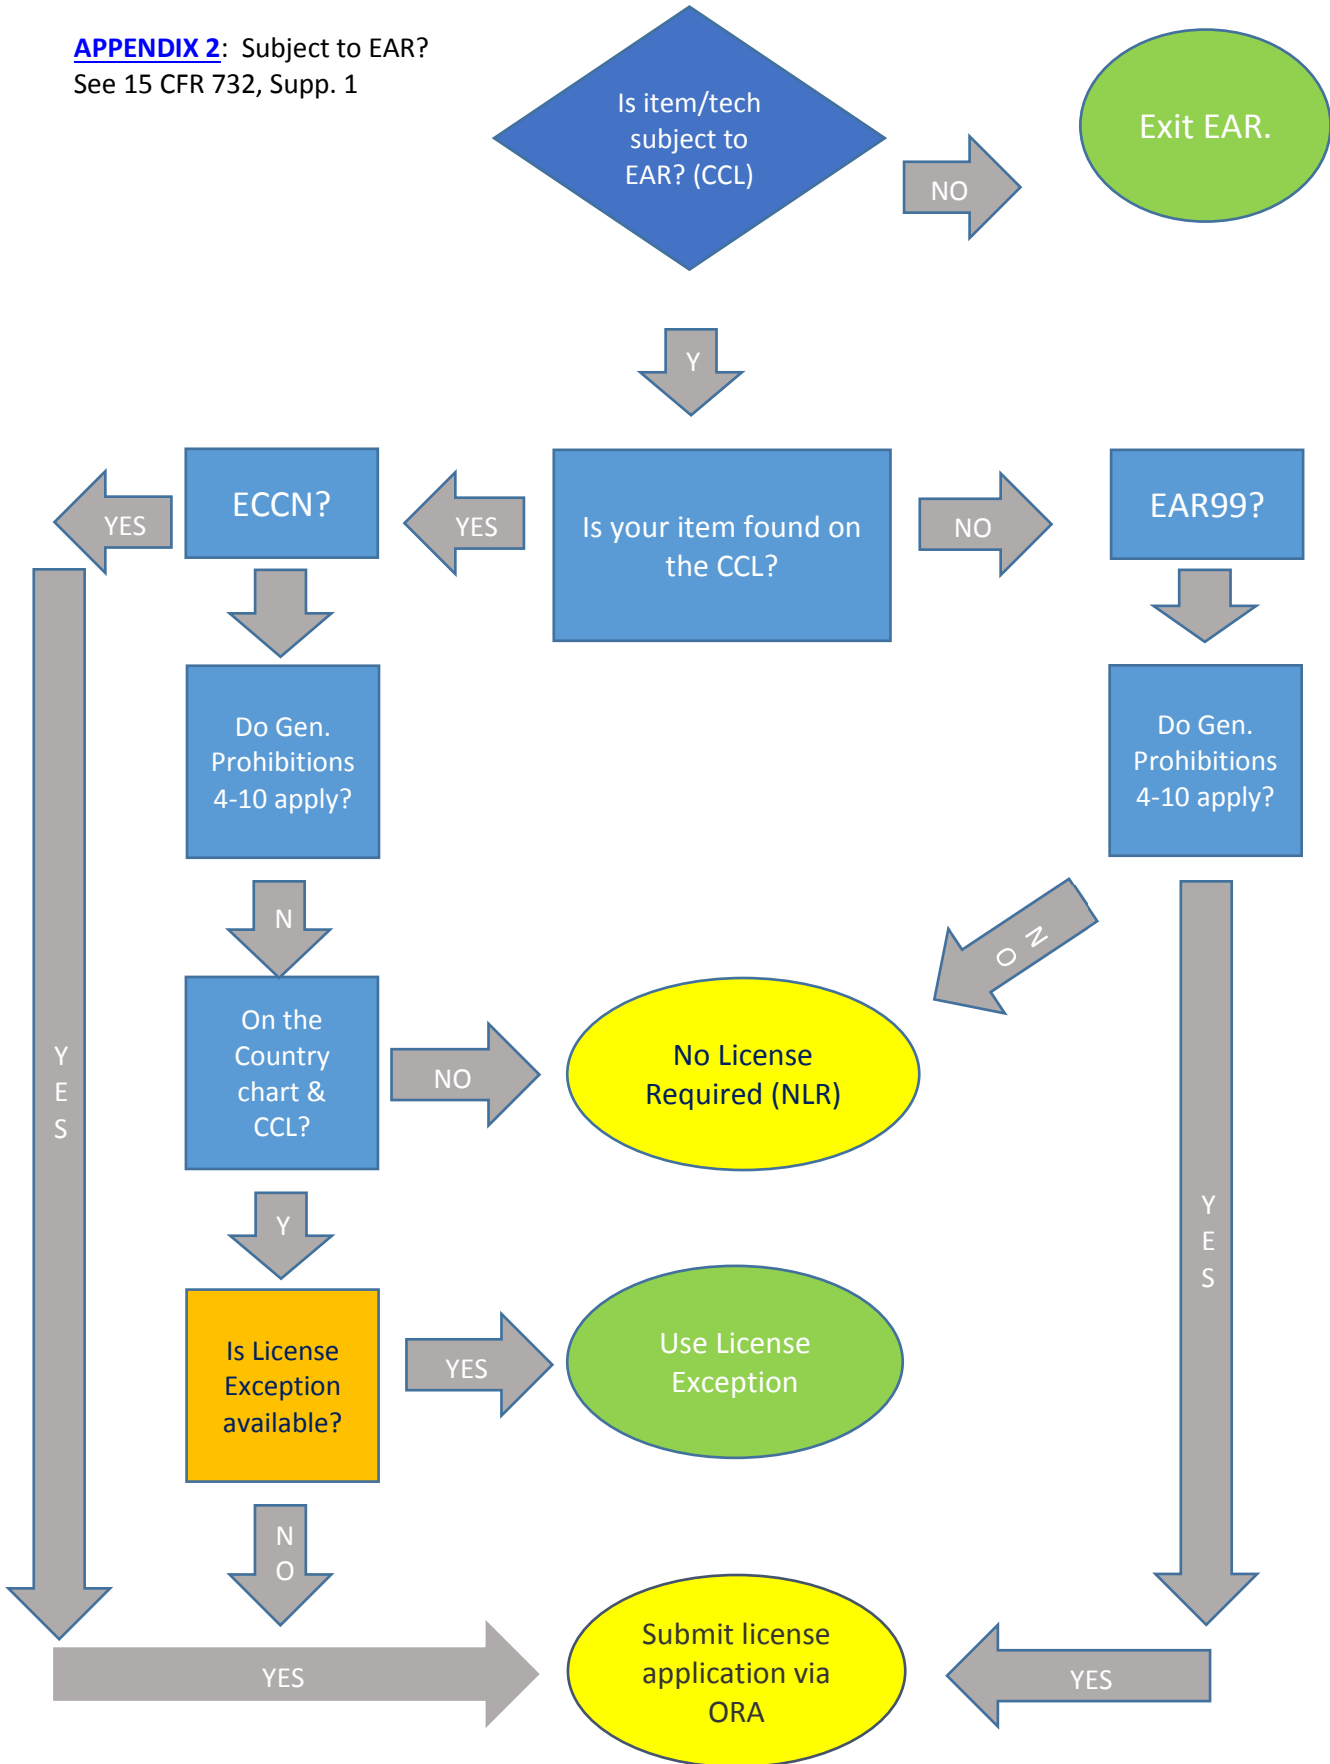 APPENDIX 2: Subject to EAR?
See 15 CFR 732, Supp. 1
Is item/tech
subject to
EAR? (CCL)
Exit EAR.
NO
Y
ECCN?
YES
YES
Is your item found on
the CCL?
NO
EAR99?
Do Gen.
Prohibitions
4-10 apply?
Do Gen.
Prohibitions
4-10 apply?
N
N
O
On the
Country
chart &
CCL?
NO
No License
Required (NLR)
Y
E
S
Y
Y
E
S
Is License
Exception
available?
YES
Use License
Exception
N
O
YES
Submit license
application via
ORA
YES